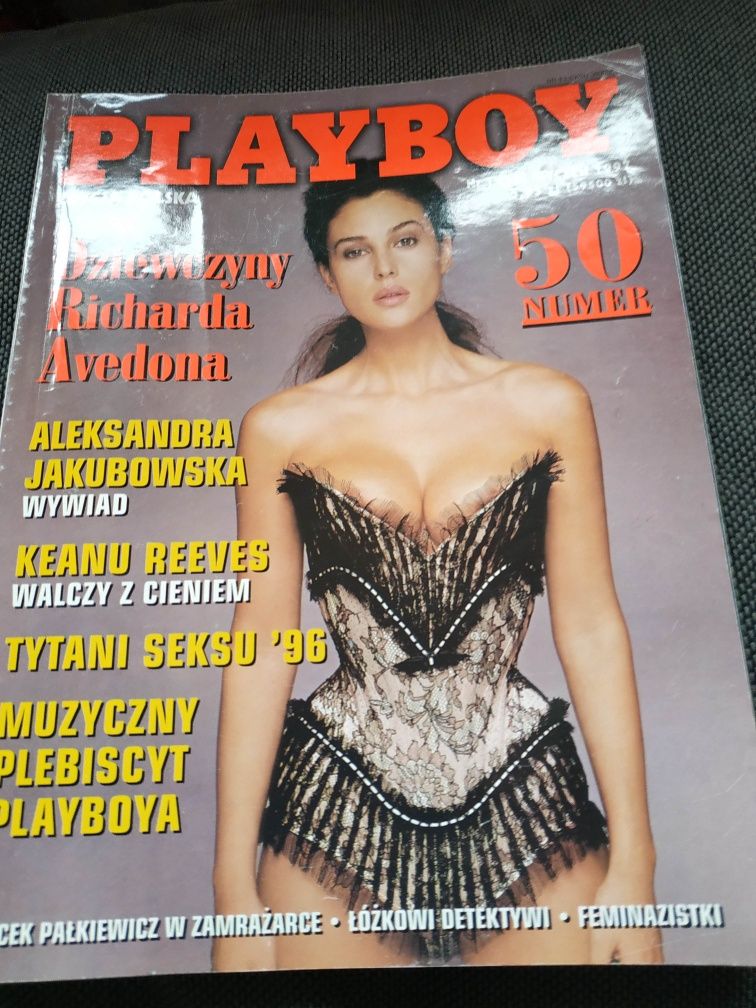 PLAYBOY
Dziewczyny
Richarda
Avedona
50
NUMER
ALEKSANDRA
JAKUBOWSKA
WYWIAD
KEANU REEVES
WALCZY Z CIENIEM
TYTANI SEKSU '96
MUZYCZNY
PLEBISCYT
PLAYBOYA
CEK PAŁKIEWICZ W ZAMRAŻARCE • ŁÓŻKOWI DETEKTYWI • FEMINAZISTKI